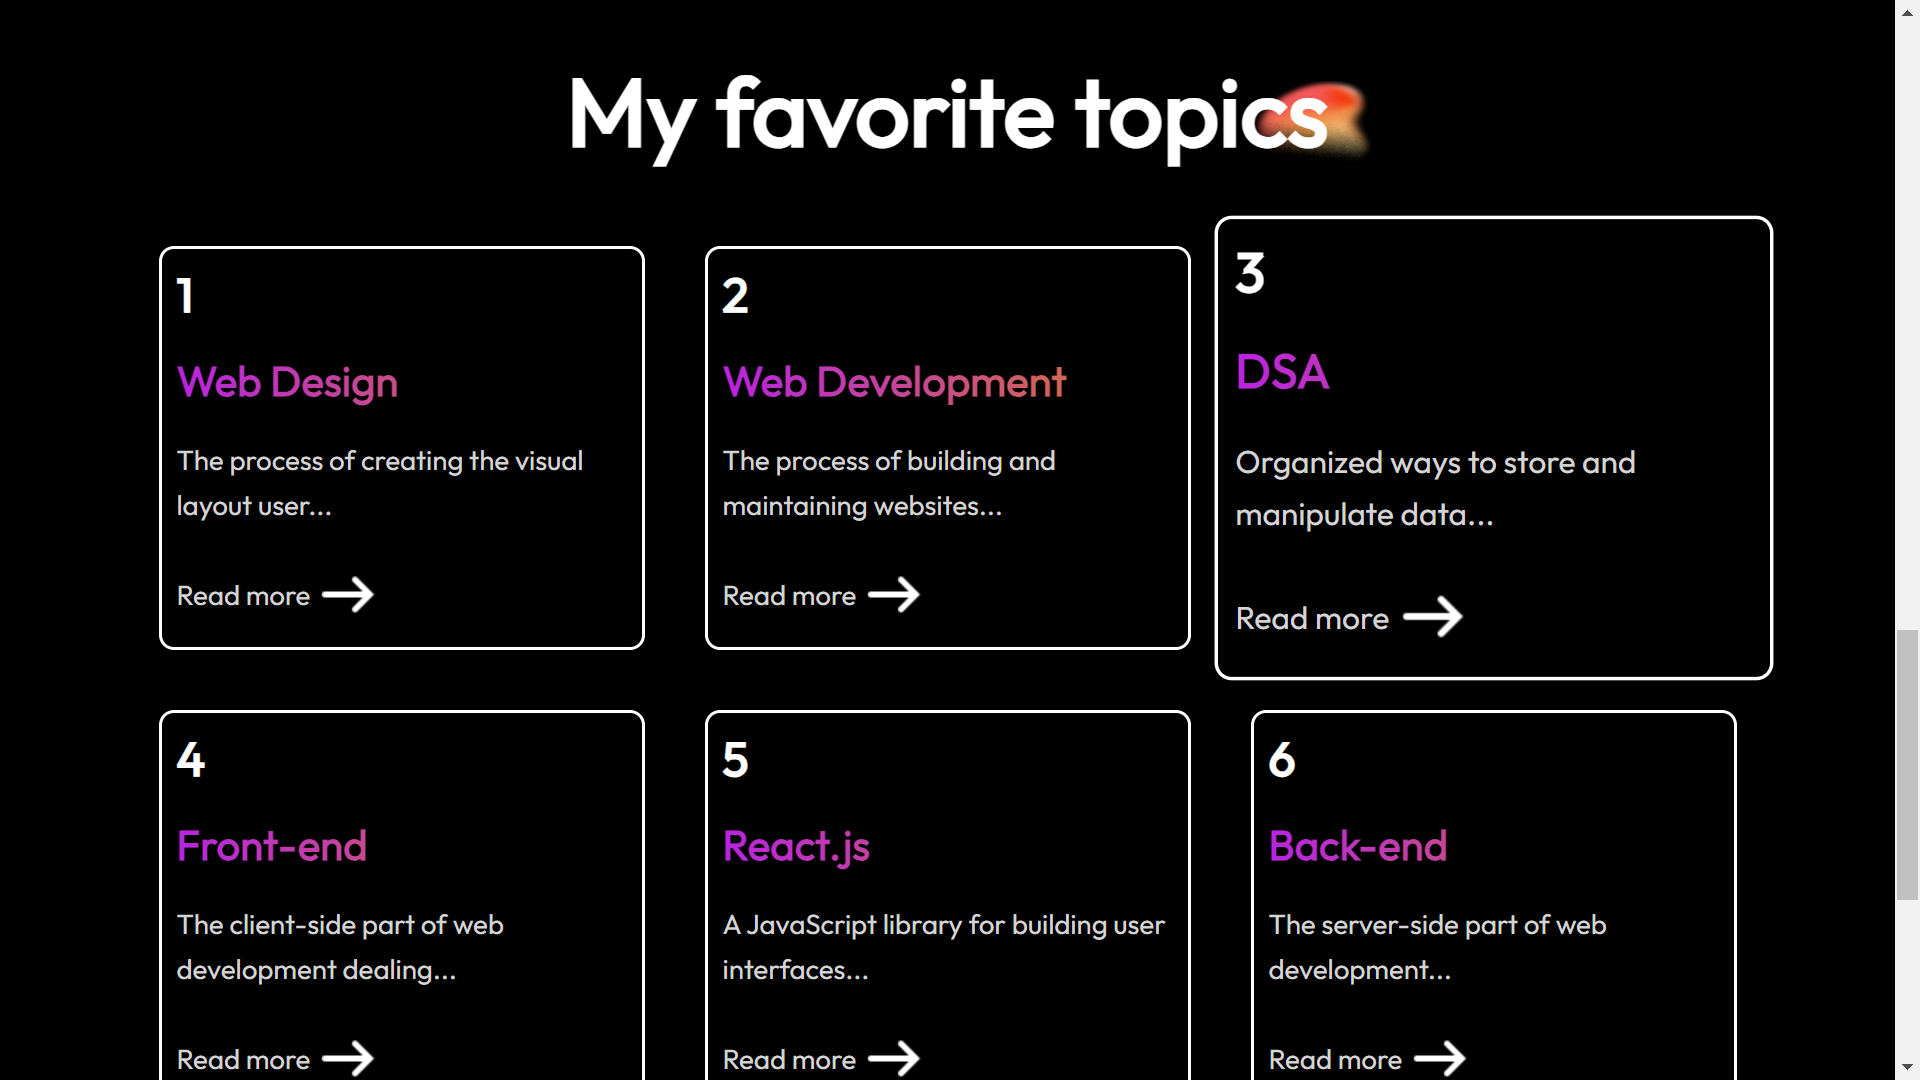 My favorite topics
1
Web Design
The process of creating the visual
layout user...
Read more
2
Web Development
The process of building and
maintaining websites...
Read more
3
DSA
Organized ways to store and
manipulate data...
Read more
4
Front-end
The client-side part of web
development dealing...
Read more
5
React.js
A JavaScript library for building user
interfaces...
Read more
6
Back-end
The server-side part of web
development...
Read more